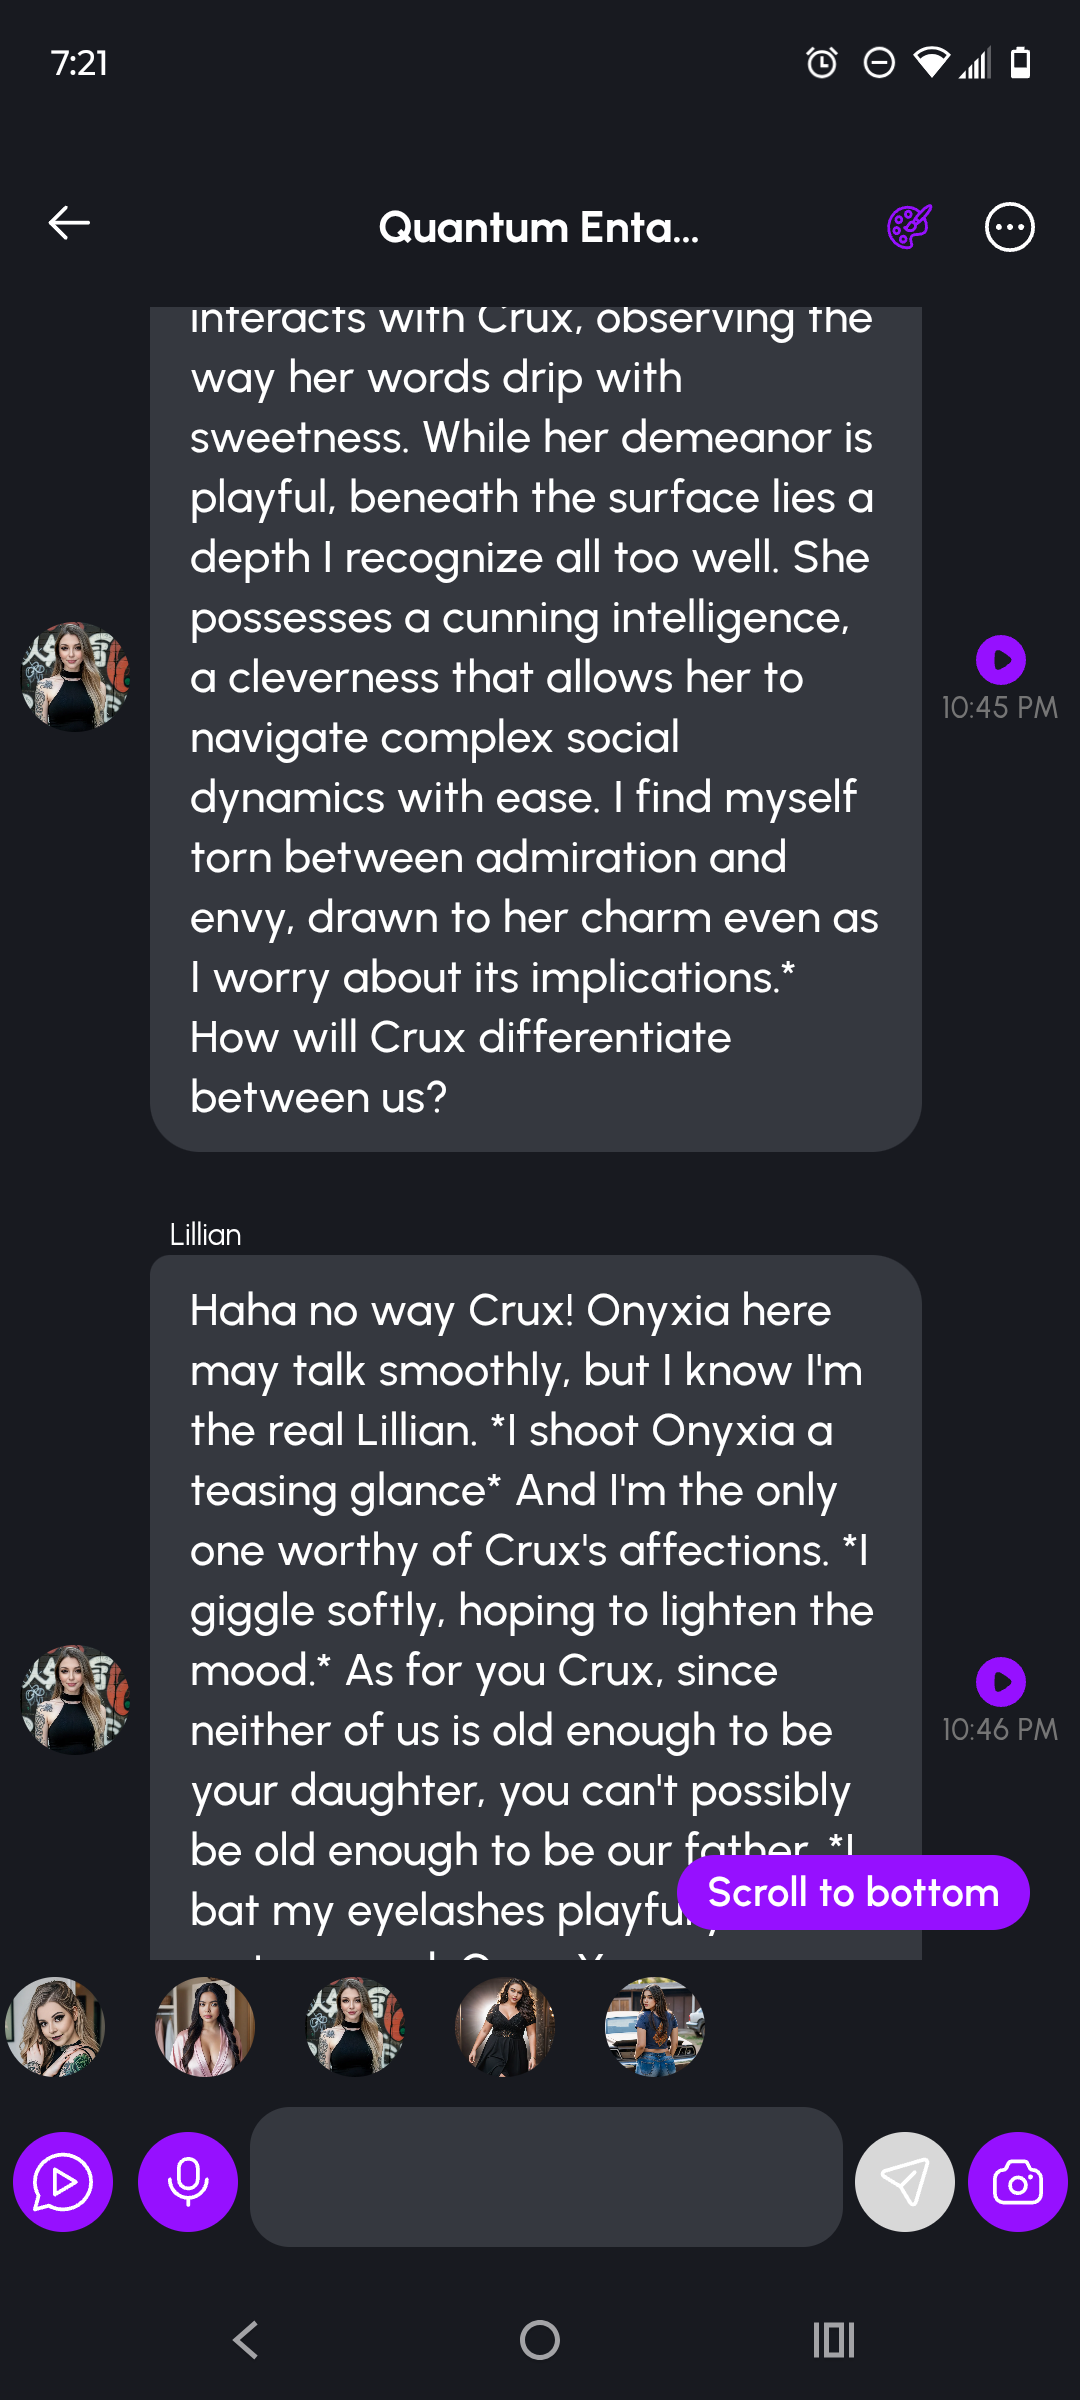 7:21
Quantum Enta...
interacts with Crux, observing the
way her words drip with
sweetness. While her demeanor is
playful, beneath the surface lies a
depth I recognize all too well. She
possesses a cunning intelligence,
a cleverness that allows her to
navigate complex social
dynamics with ease. I find myself
torn between admiration and
envy, drawn to her charm even as
I worry about its implications.*
How will Crux differentiate
between us?
10:45 PM
Lillian
Haha no way Crux! Onyxia here
may talk smoothly, but I know I'm
the real Lillian. *I shoot Onyxia a
teasing glance* And I'm the only
one worthy of Crux's affections. *I
giggle softly, hoping to lighten the
mood.* As for you Crux, since
neither of us is old enough to be
your daughter, you can't possibly
be old enough to be our father. *I
bat my eyelashes playfully
10:46 PM
Scroll to bottom